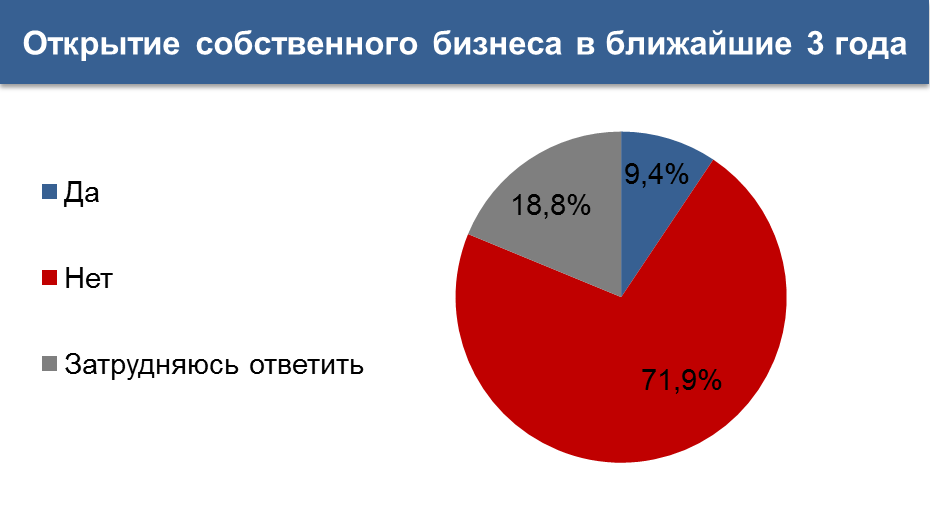 Открытие собственного бизнеса в ближайшие 3 года
Да
Нет
Затрудняюсь ответить
9,4%
18,8%
71,9%